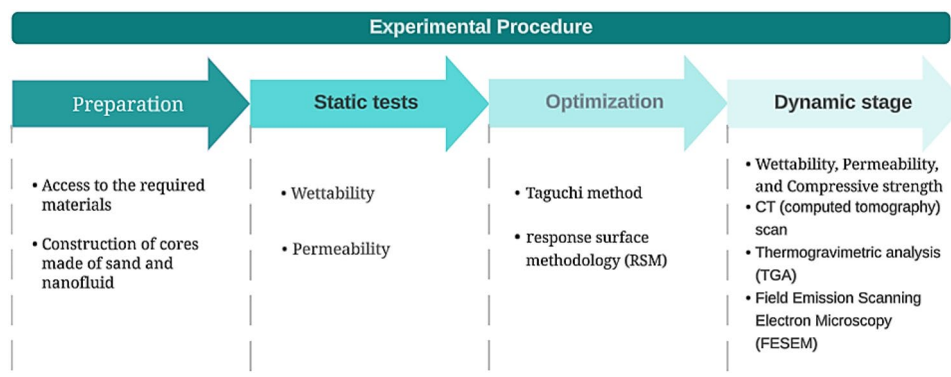 Experimental Procedure
Preparation
• Access to the required
materials
• Construction of cores
made of sand and
nanofluid
Static tests
• Wettability
• Permeability
Optimization
• Taguchi method
• response surface
methodology (RSM)
Dynamic stage
• Wettability, Permeability,
and Compressive strength
• CT (computed tomography)
scan
• Thermogravimetric analysis
(TGA)
• Field Emission Scanning
Electron Microscopy
(FESEM)